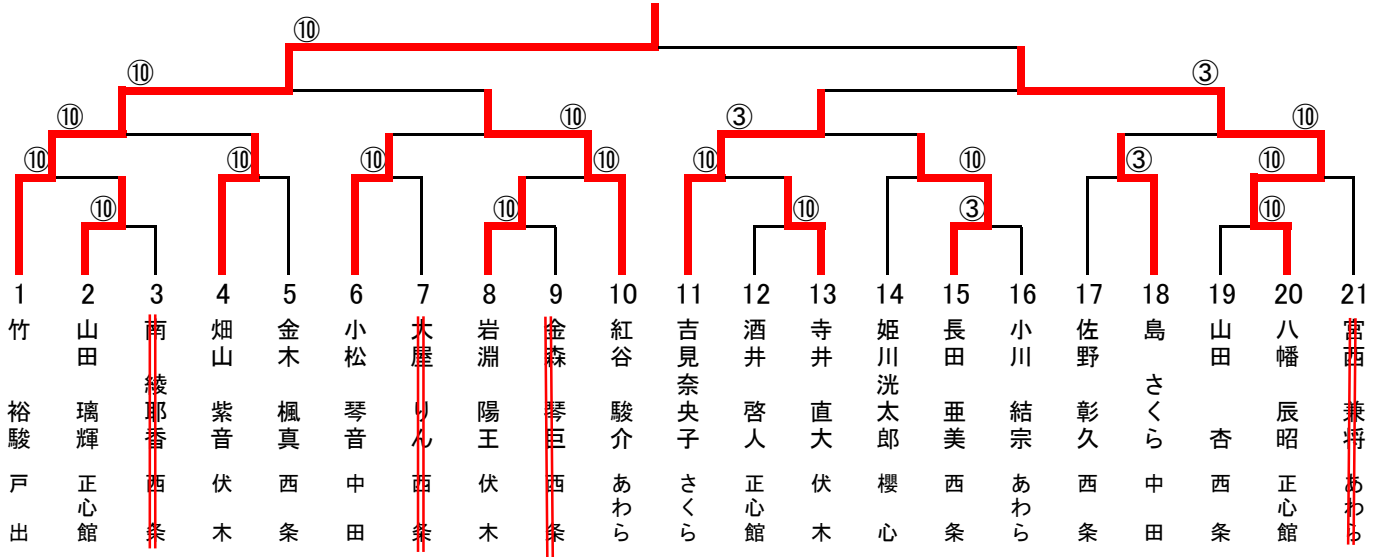 ⑩
⑩ ③
⑩ ③ ⑩
⑩ ⑩ ⑩ ⑩ ⑩ ⑩ ③ ⑩
⑩ ⑩ ⑩ ③ ⑩
1 2 3 4 5 6 7 8 9 10 11 12 13 14 15 16 17 18 19 20 21
竹 裕駿 戸出
山田 璃輝 正心館
南 綾耶香 西条
畑山 紫音 伏木
金木 楓真 西条
小松 琴音 中田
大屋 りん 西条
岩淵 陽王 伏木
金森 琴巨 西条
紅谷 駿介 あわら
吉見奈央子 さくら
酒井 啓人 正心館
寺井 直大 伏木
姫川洸太郎 櫻心
長田 亜美 西条
小川 結宗 あわら
佐野 彰久 西条
島 さくら 中田
山田 杏 西条
八幡 辰昭 正心館
宮西 兼将 あわら